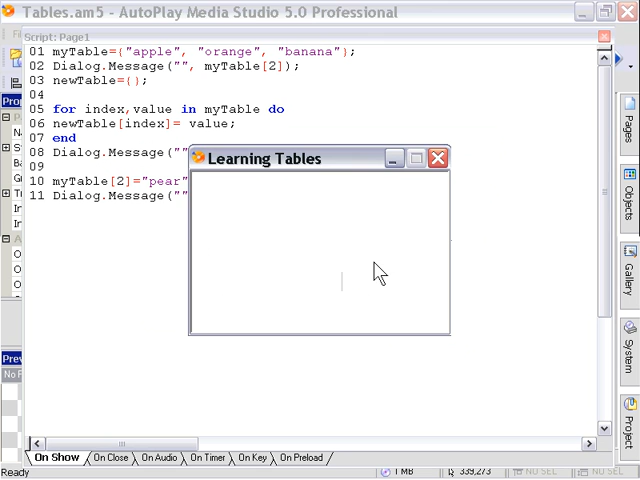 Tables.am5 - AutoPlay Media Studio 5.0 Professional
Script: Page1
01 myTable={"apple", "orange", "banana"};
02 Dialog.Message("", myTable[2]);
03 newTable={};
04
05 for index,value in myTable do
06 newTable[index]= value;
07 end
08 Dialog.Message(""
09
10 myTable[2]="pear"
11 Dialog.Message(""
Learning Tables
Pages
Objects
Gallery
System
Project
On Show
On Close
On Audio
On Timer
On Key
On Preload
Ready
1 MB
339,273
NO SEL
NO SEL